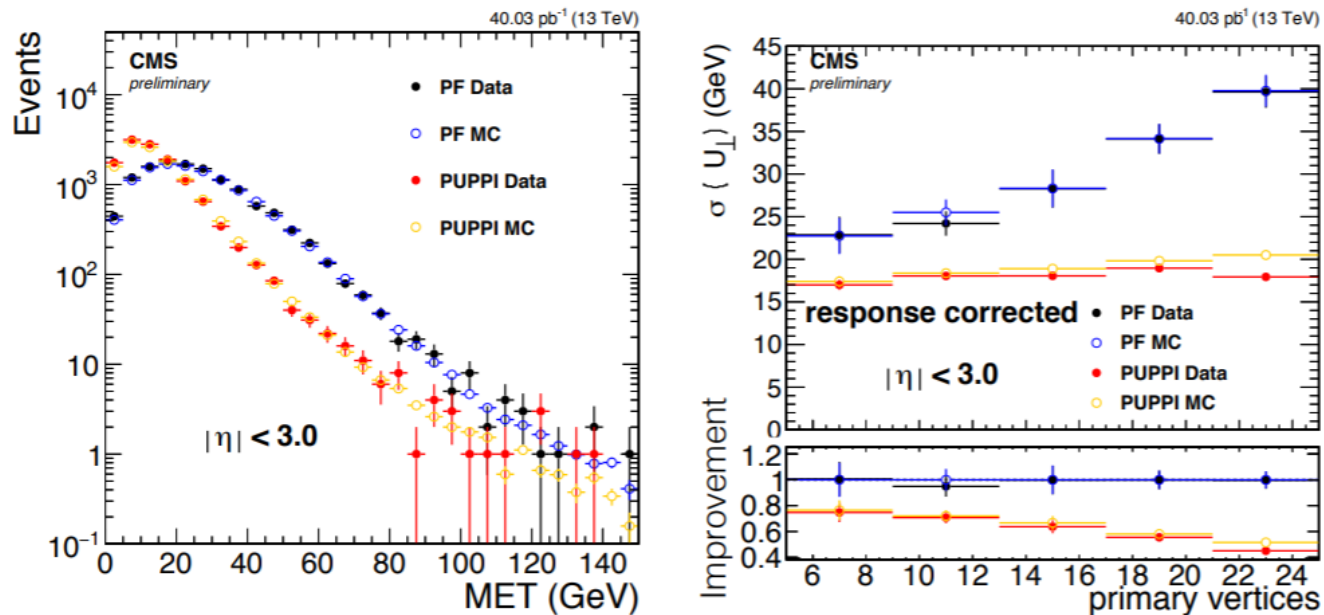 40.03 pb⁻¹ (13 TeV)
Events
CMS
preliminary
PF Data
PF MC
PUPPI Data
PUPPI MC
|η| < 3.0
10⁴
10³
10²
10
1
10⁻¹
0 20 40 60 80 100 120 140
MET (GeV)
40.03 pb⁻¹ (13 TeV)
σ ( U⊥) (GeV)
CMS
preliminary
45
40
35
30
25
20
15
10
5
0
response corrected
|η| < 3.0
PF Data
PF MC
PUPPI Data
PUPPI MC
Improvement
1.2
1
0.8
0.6
0.4
6 8 10 12 14 16 18 20 22 24
primary vertices